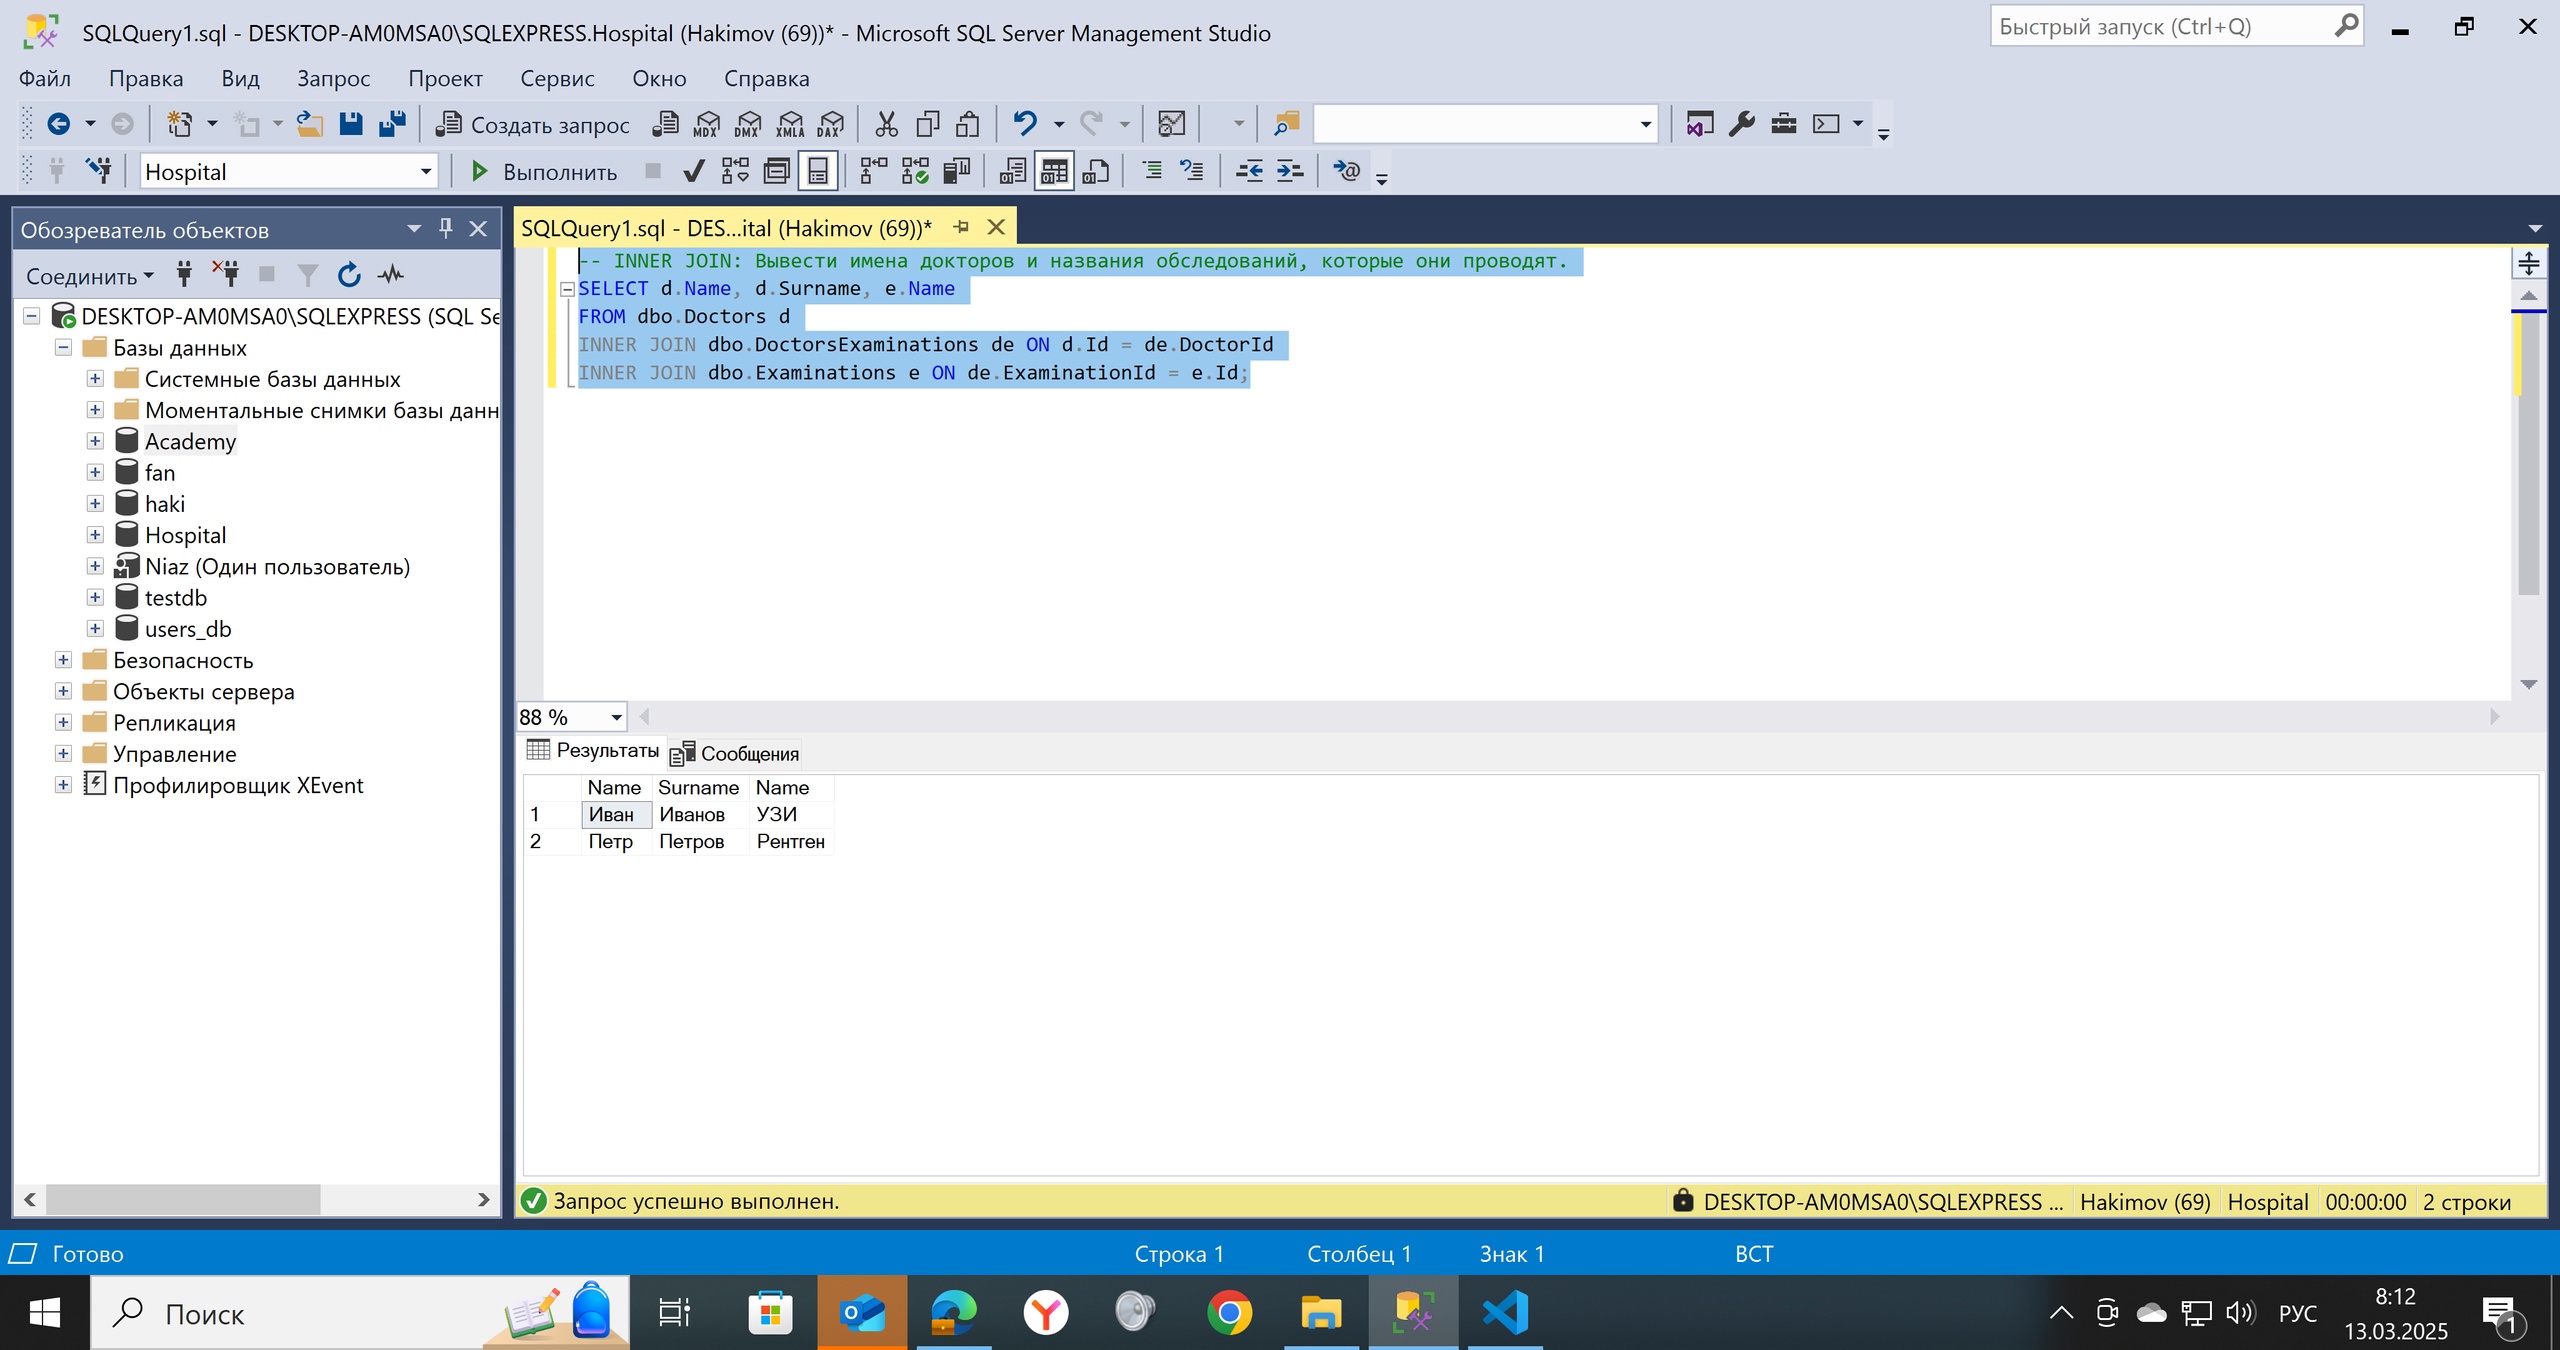 SQLQuery1.sql - DESKTOP-AM0MSA0\SQLEXPRESS.Hospital (Hakimov (69))* - Microsoft SQL Server Management Studio
Быстрый запуск (Ctrl+Q)
Файл Правка Вид Запрос Проект Сервис Окно Справка
Создать запрос MDX DMX XMLA DAX
Hospital Выполнить
Обозреватель объектов
Соединить
DESKTOP-AM0MSA0\SQLEXPRESS (SQL Se
Базы данных
Системные базы данных
Моментальные снимки базы данн
Academy
fan
haki
Hospital
Niaz (Один пользователь)
testdb
users_db
Безопасность
Объекты сервера
Репликация
Управление
Профилировщик XEvent
SQLQuery1.sql - DES...ital (Hakimov (69))*
-- INNER JOIN: Вывести имена докторов и названия обследований, которые они проводят.
SELECT d.Name, d.Surname, e.Name
FROM dbo.Doctors d
INNER JOIN dbo.DoctorsExaminations de ON d.Id = de.DoctorId
INNER JOIN dbo.Examinations e ON de.ExaminationId = e.Id;
88 %
Результаты Сообщения
Name Surname Name
1 Иван Иванов УЗИ
2 Петр Петров Рентген
Запрос успешно выполнен. DESKTOP-AM0MSA0\SQLEXPRESS ... Hakimov (69) Hospital 00:00:00 2 строки
Готово Строка 1 Столбец 1 Знак 1 ВСТ
Поиск
РУС
8:12
13.03.2025
1